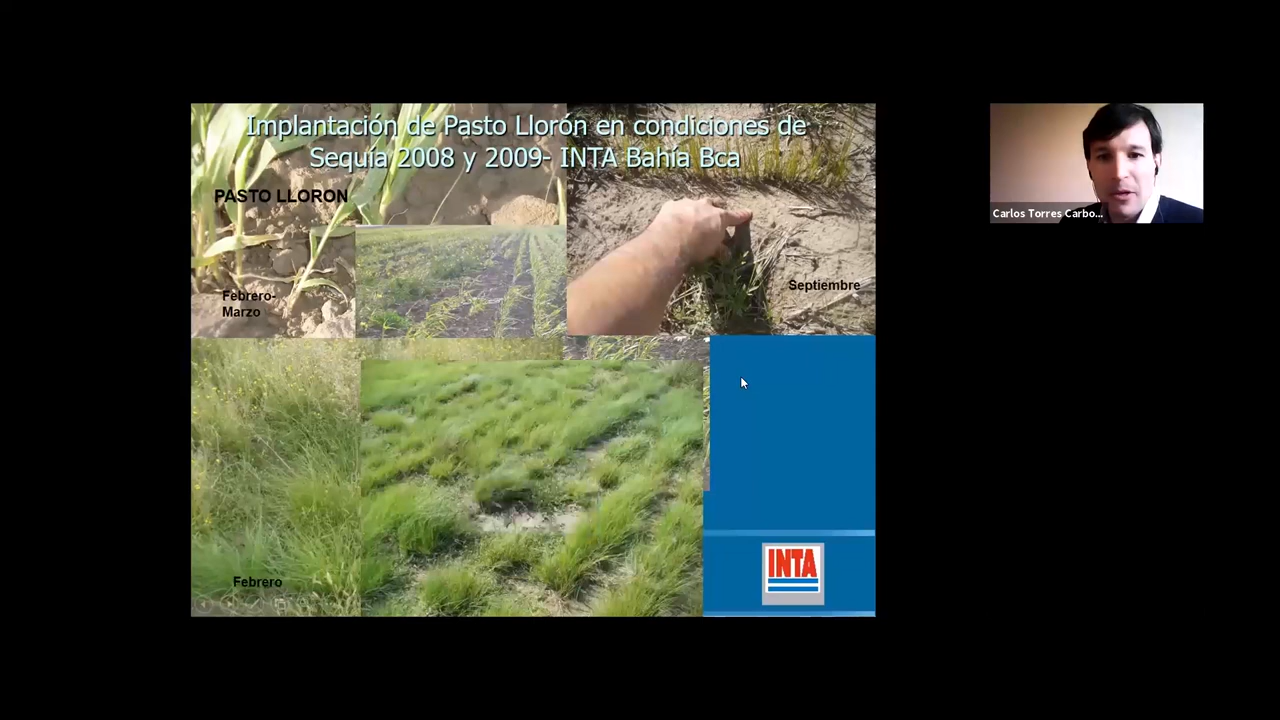 Implantación de Pasto Llorón en condiciones de
Sequía 2008 y 2009- INTA Bahía Bca
PASTO LLORON
Febrero-
Marzo
Septiembre
Febrero
INTA
Carlos Torres Carbo...